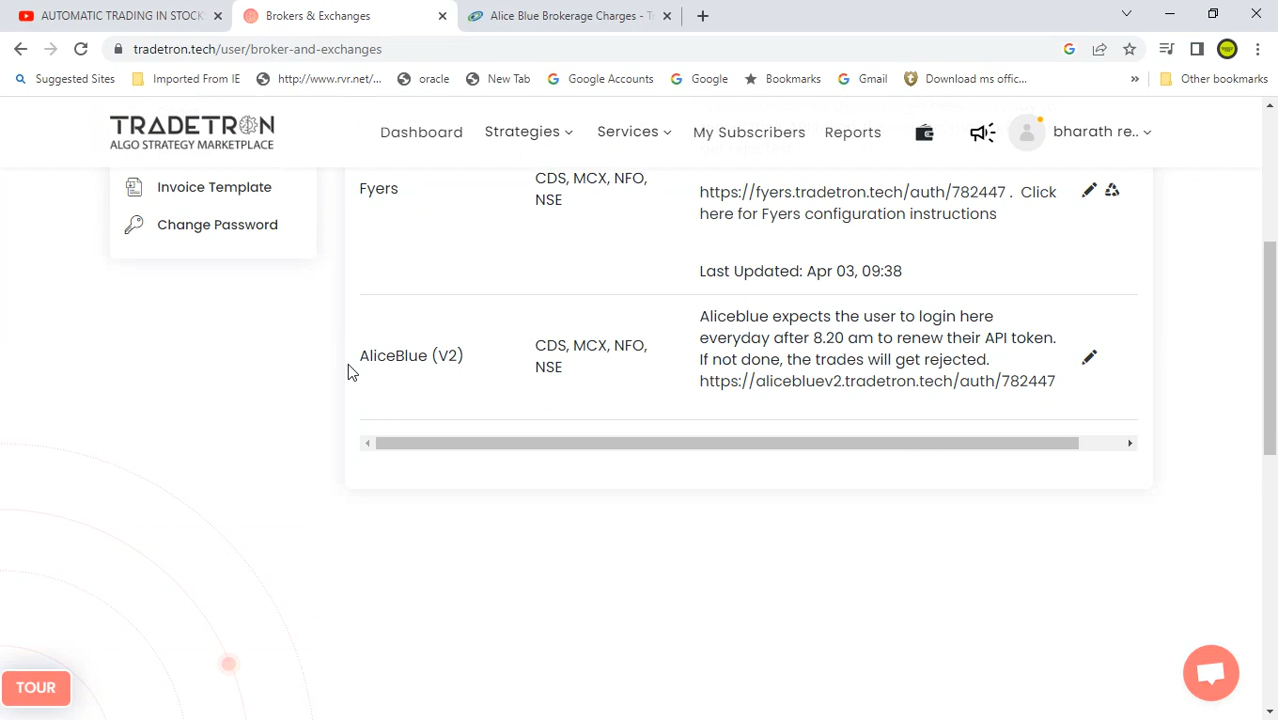 AUTOMATIC TRADING IN STOCK
Brokers & Exchanges
Alice Blue Brokerage Charges - T
tradetron.tech/user/broker-and-exchanges
Suggested Sites
Imported From IE
http://www.rvr.net/...
oracle
New Tab
Google Accounts
Google
Bookmarks
Gmail
Download ms offic...
Other bookmarks
TRADETRON
ALGO STRATEGY MARKETPLACE
Dashboard
Strategies
Services
My Subscribers
Reports
bharath re..
Invoice Template
Change Password
Fyers
CDS, MCX, NFO,
NSE
https://fyers.tradetron.tech/auth/782447 . Click
here for Fyers configuration instructions
Last Updated: Apr 03, 09:38
AliceBlue (V2)
CDS, MCX, NFO,
NSE
Aliceblue expects the user to login here
everyday after 8.20 am to renew their API token.
If not done, the trades will get rejected.
https://alicebluev2.tradetron.tech/auth/782447
TOUR